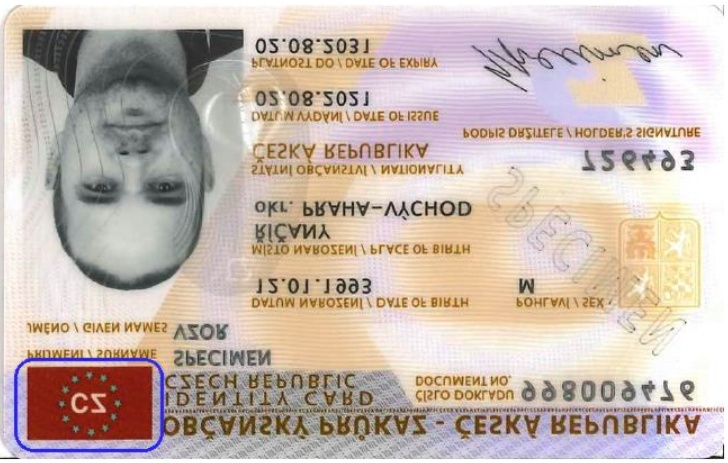 OBČANSKÝ PRŮKAZ - ČESKÁ REPUBLIKA
IDENTITY CARD
CZECH REPUBLIC
CZ
ČÍSLO DOKLADU
DOCUMENT NO.
998009476
PŘÍJMENÍ / SURNAME SPECIMEN
JMÉNO / GIVEN NAMES VZOR
DATUM NAROZENÍ / DATE OF BIRTH
12.01.1993
POHLAVÍ / SEX
M
MÍSTO NAROZENÍ / PLACE OF BIRTH
ŘÍČANY
okr. PRAHA-VÝCHOD
STÁTNÍ OBČANSTVÍ / NATIONALITY
ČESKÁ REPUBLIKA
726493
SPECIMEN
DATUM VYDÁNÍ / DATE OF ISSUE
02.08.2021
PODPIS DRŽITELE / HOLDER'S SIGNATURE
PLATNOST DO / DATE OF EXPIRY
02.08.2031
Specimen